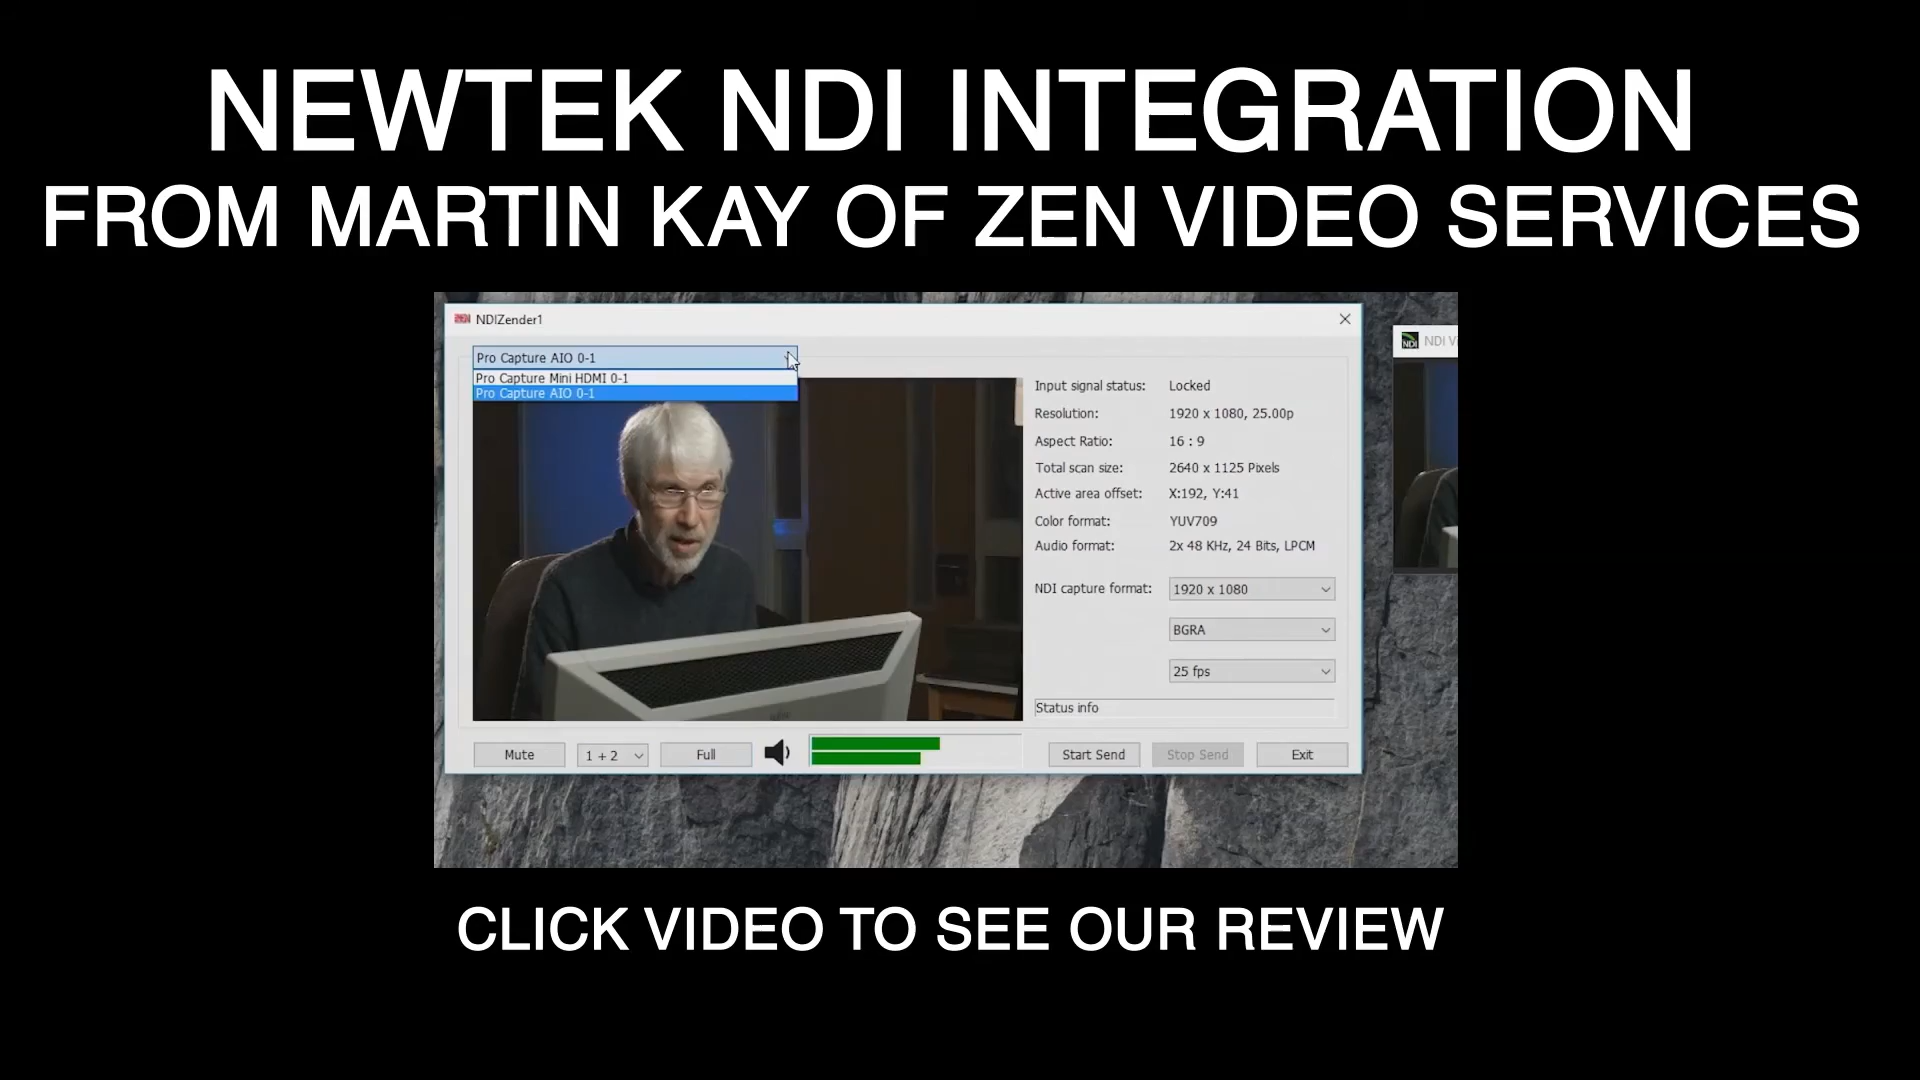 NEWTEK NDI INTEGRATION
FROM MARTIN KAY OF ZEN VIDEO SERVICES
ZEN NDIZender1
NDI
Pro Capture AIO 0-1
Pro Capture Mini HDMI 0-1
Pro Capture AIO 0-1
Input signal status: Locked
Resolution: 1920 x 1080, 25.00p
Aspect Ratio: 16 : 9
Total scan size: 2640 x 1125 Pixels
Active area offset: X:192, Y:41
Color format: YUV709
Audio format: 2x 48 KHz, 24 Bits, LPCM
NDI capture format: 1920 x 1080
BGRA
25 fps
Status info
Mute 1 + 2 Full Start Send Stop Send Exit
CLICK VIDEO TO SEE OUR REVIEW